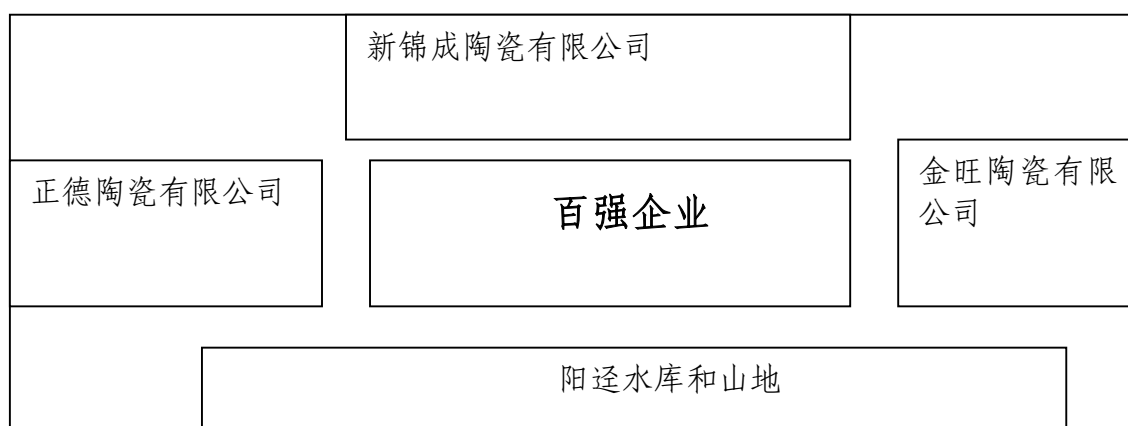 新锦成陶瓷有限公司
正德陶瓷有限公司
百强企业
金旺陶瓷有限
公司
阳迳水库和山地